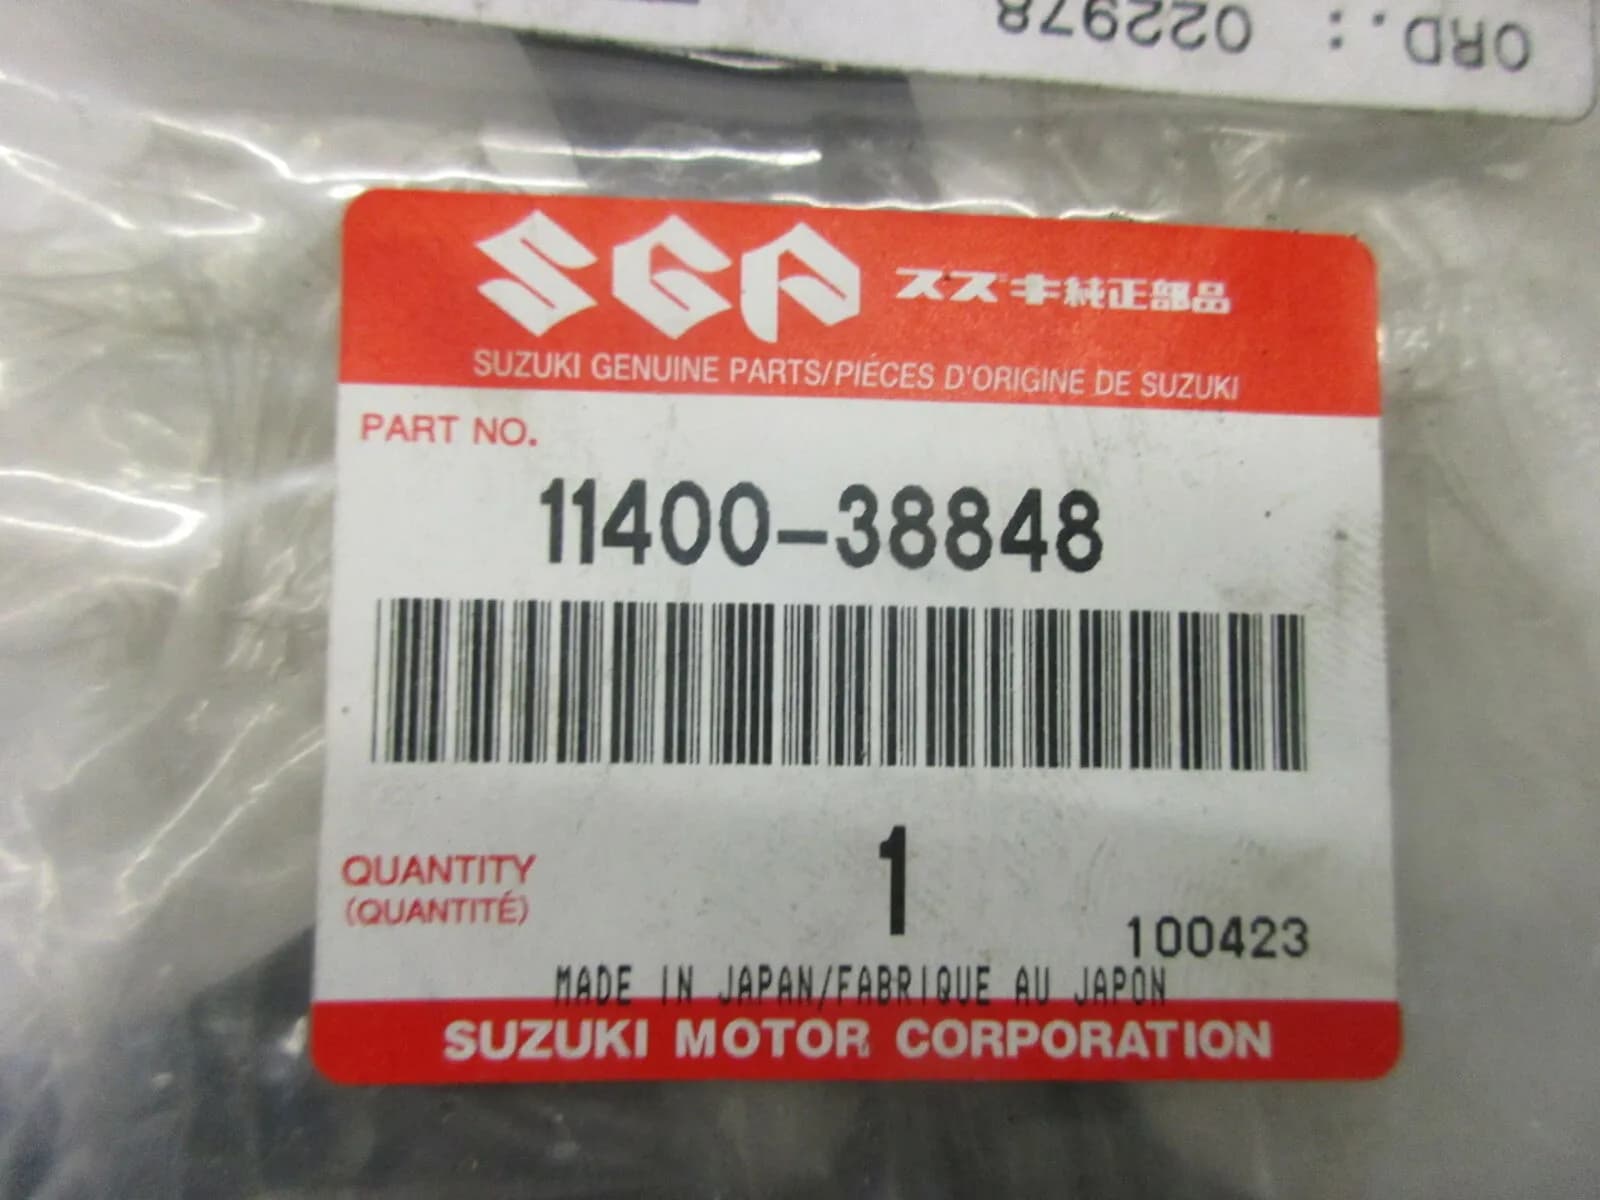 ORD.: 022978
SGP スズキ純正部品
SUZUKI GENUINE PARTS/PIÉCES D'ORIGINE DE SUZUKI
PART NO.
11400-38848
QUANTITY
(QUANTITÉ)
1
100423
MADE IN JAPAN/FABRIQUE AU JAPON
SUZUKI MOTOR CORPORATION